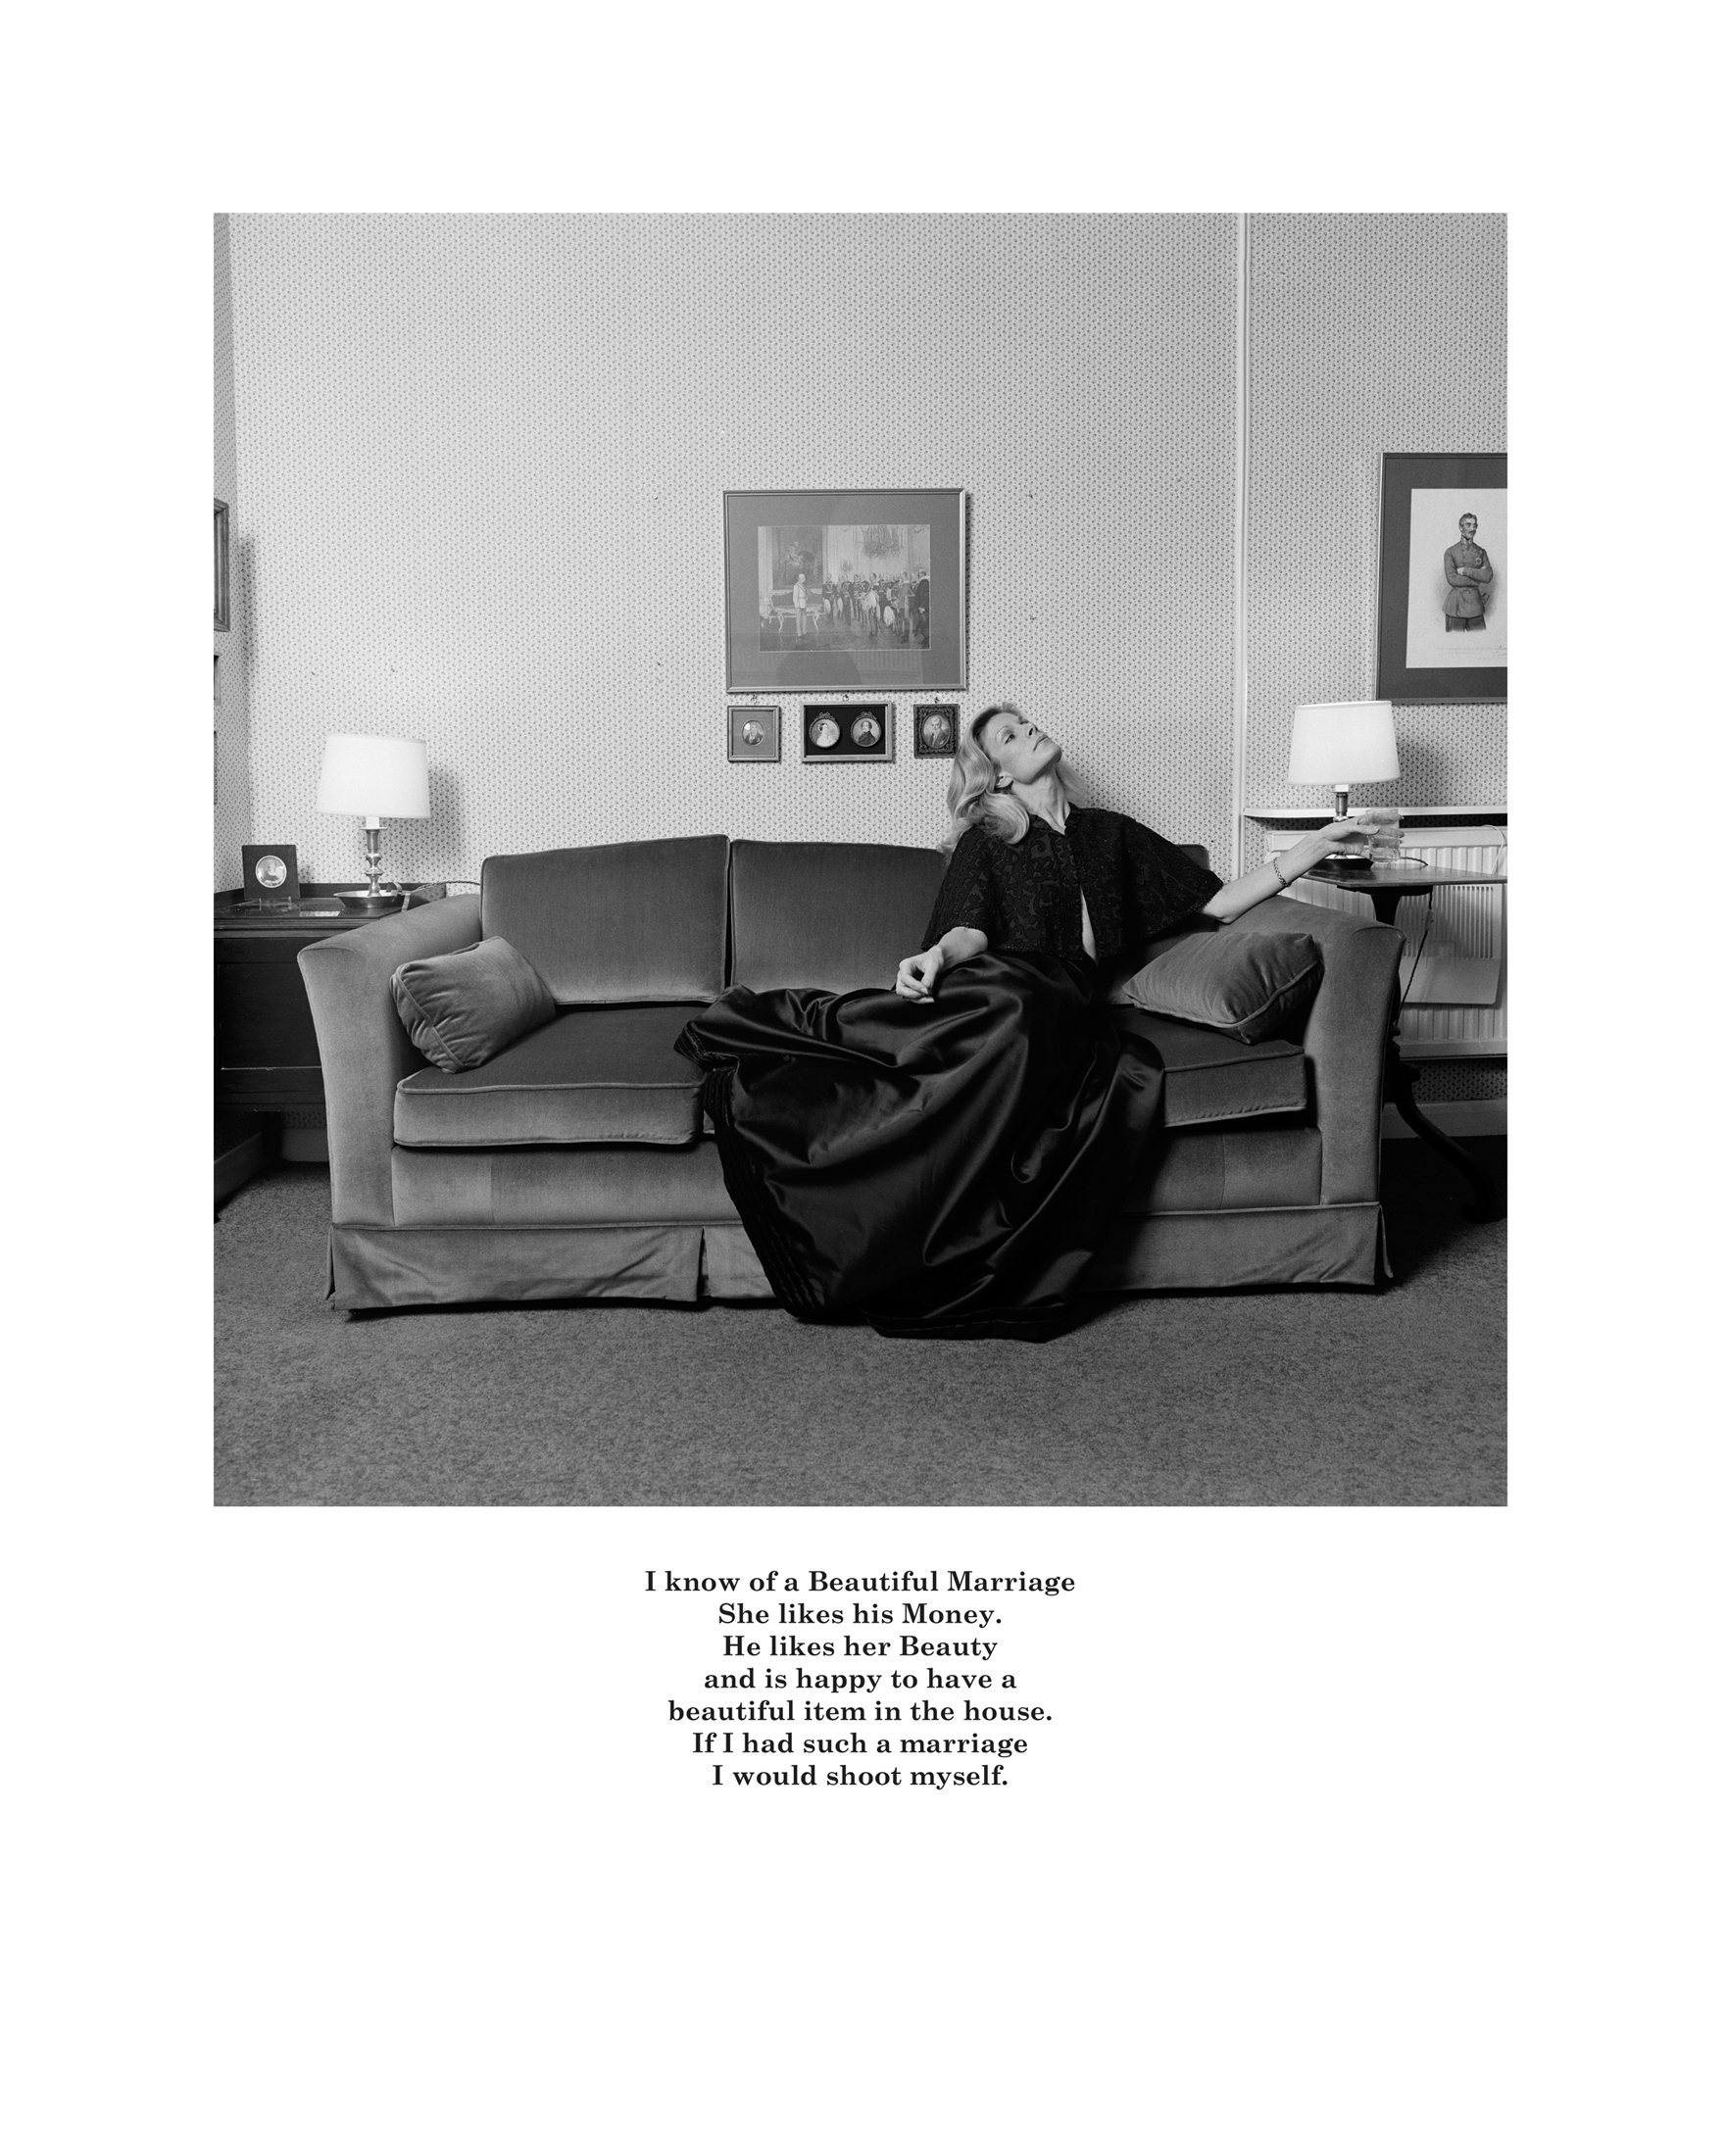 I know of a Beautiful Marriage
She likes his Money.
He likes her Beauty
and is happy to have a
beautiful item in the house.
If I had such a marriage
I would shoot myself.